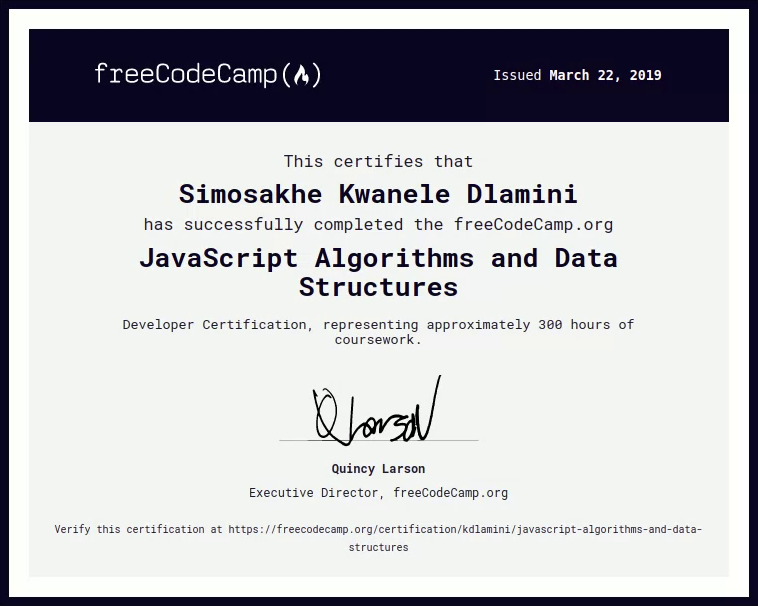 freeCodeCamp(🔥)
Issued March 22, 2019
This certifies that
Simosakhe Kwanele Dlamini
has successfully completed the freeCodeCamp.org
JavaScript Algorithms and Data
Structures
Developer Certification, representing approximately 300 hours of
coursework.
Q Larson
Quincy Larson
Executive Director, freeCodeCamp.org
Verify this certification at https://freecodecamp.org/certification/kdlamini/javascript-algorithms-and-data-
structures